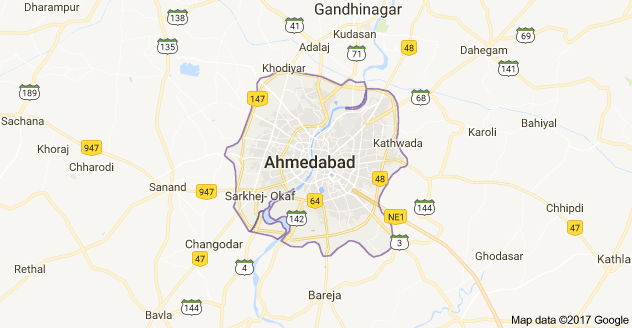 Dharampur
Gandhinagar
138
41
Kudasan
69
135
Adalaj
71
48
Dahegam
Khodiyar
141
189
147
68
Sachana
Bahiyal
Karoli
Khoraj
947
Kathwada
Ahmedabad
Chharodi
48
Sanand
947
Sarkhej- Okaf
64
144
Chhipdi
142
NE1
47
Changodar
3
47
Ghodasar
Kathla
4
Rethal
Bareja
144
Bavla
Map data ©2017 Google